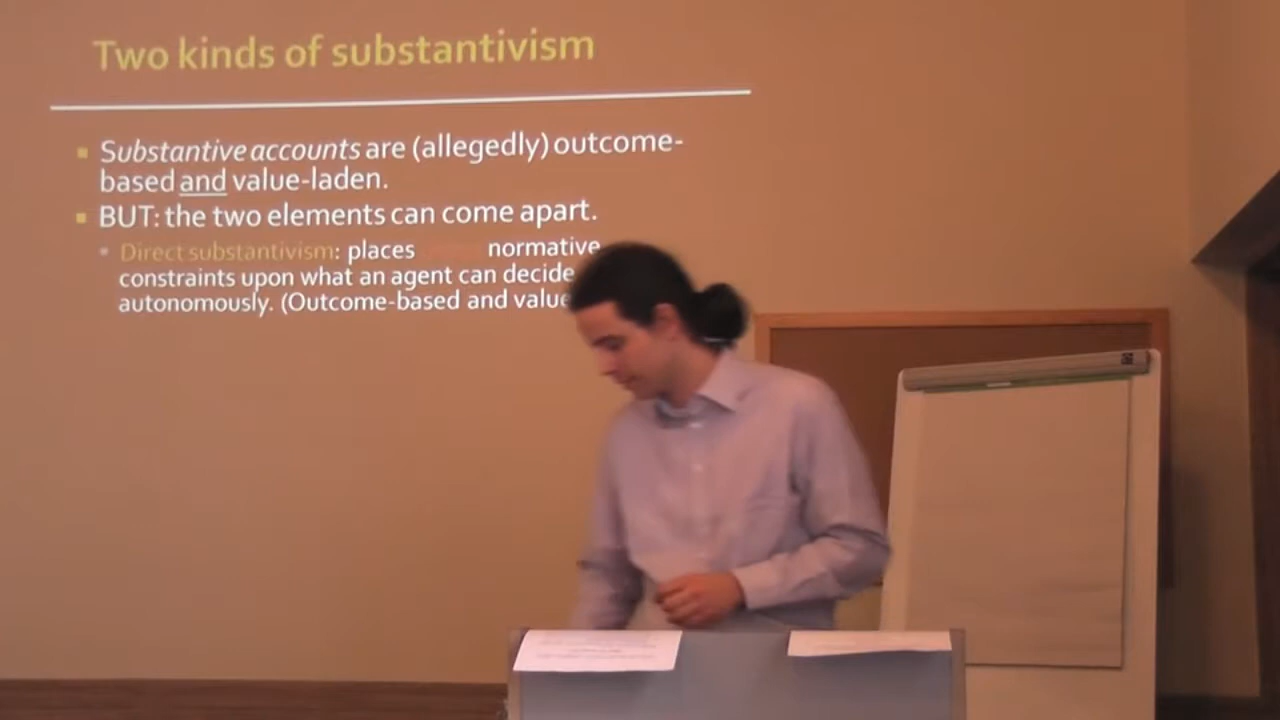 Two kinds of substantivism
Substantive accounts are (allegedly) outcome-
based and value-laden.
BUT: the two elements can come apart.
Direct substantivism: places normative
constraints upon what an agent can decide
autonomously. (Outcome-based and value